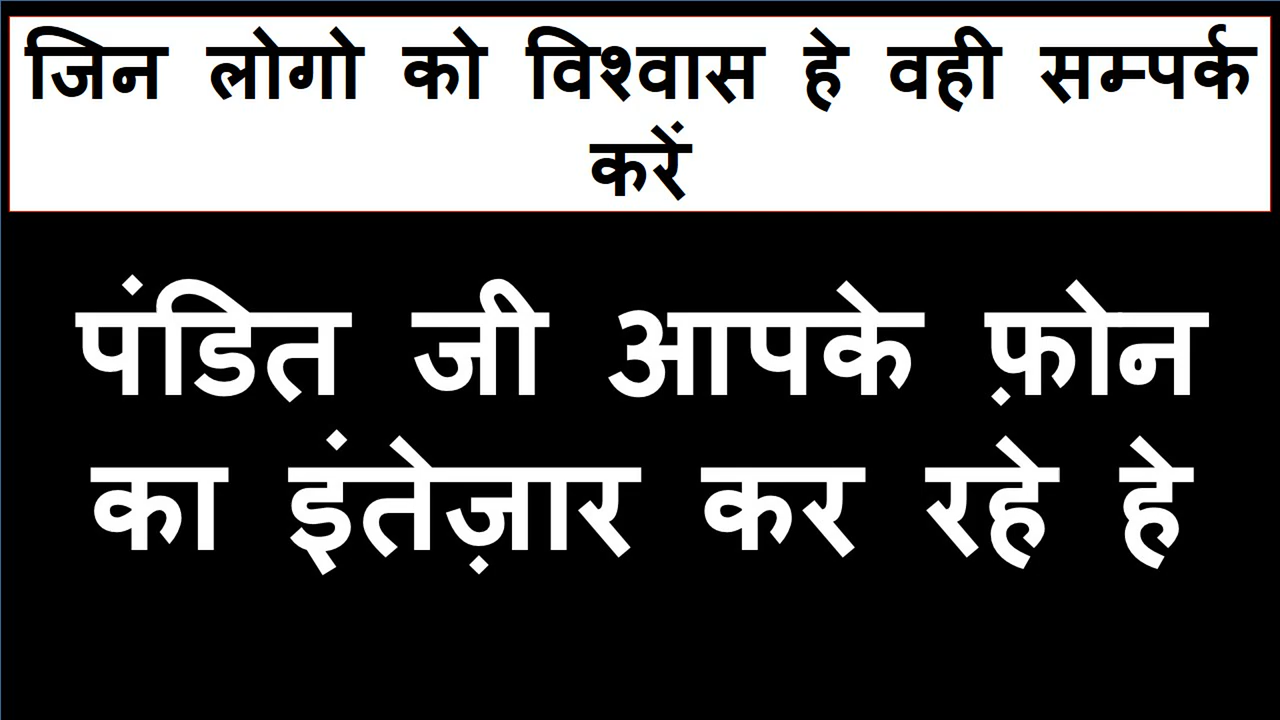 जिन लोगो को विश्वास हे वही सम्पर्क
करें
पंडित जी आपके फ़ोन
का इंतेज़ार कर रहे हे